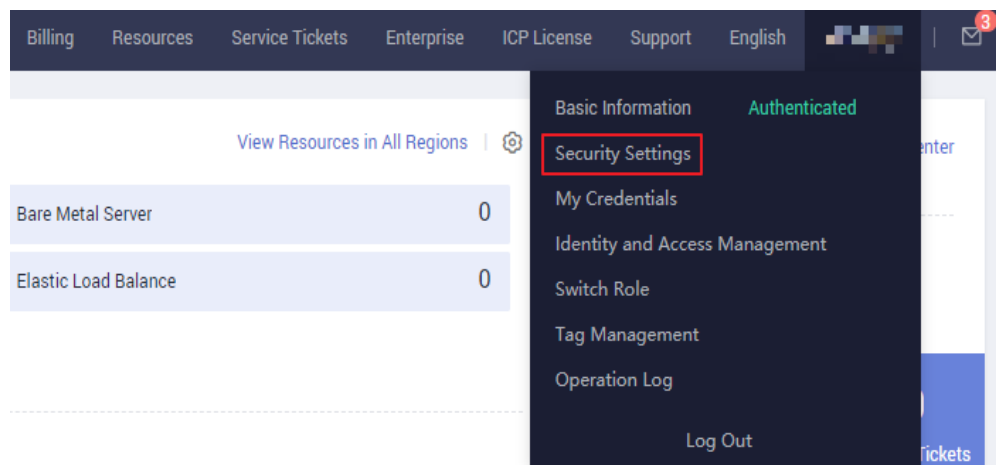 Billing Resources Service Tickets Enterprise ICP License Support English 3
Basic Information Authenticated
View Resources in All Regions
Security Settings
My Credentials
Bare Metal Server 0
Identity and Access Management
Elastic Load Balance 0
Switch Role
Tag Management
Operation Log
Log Out